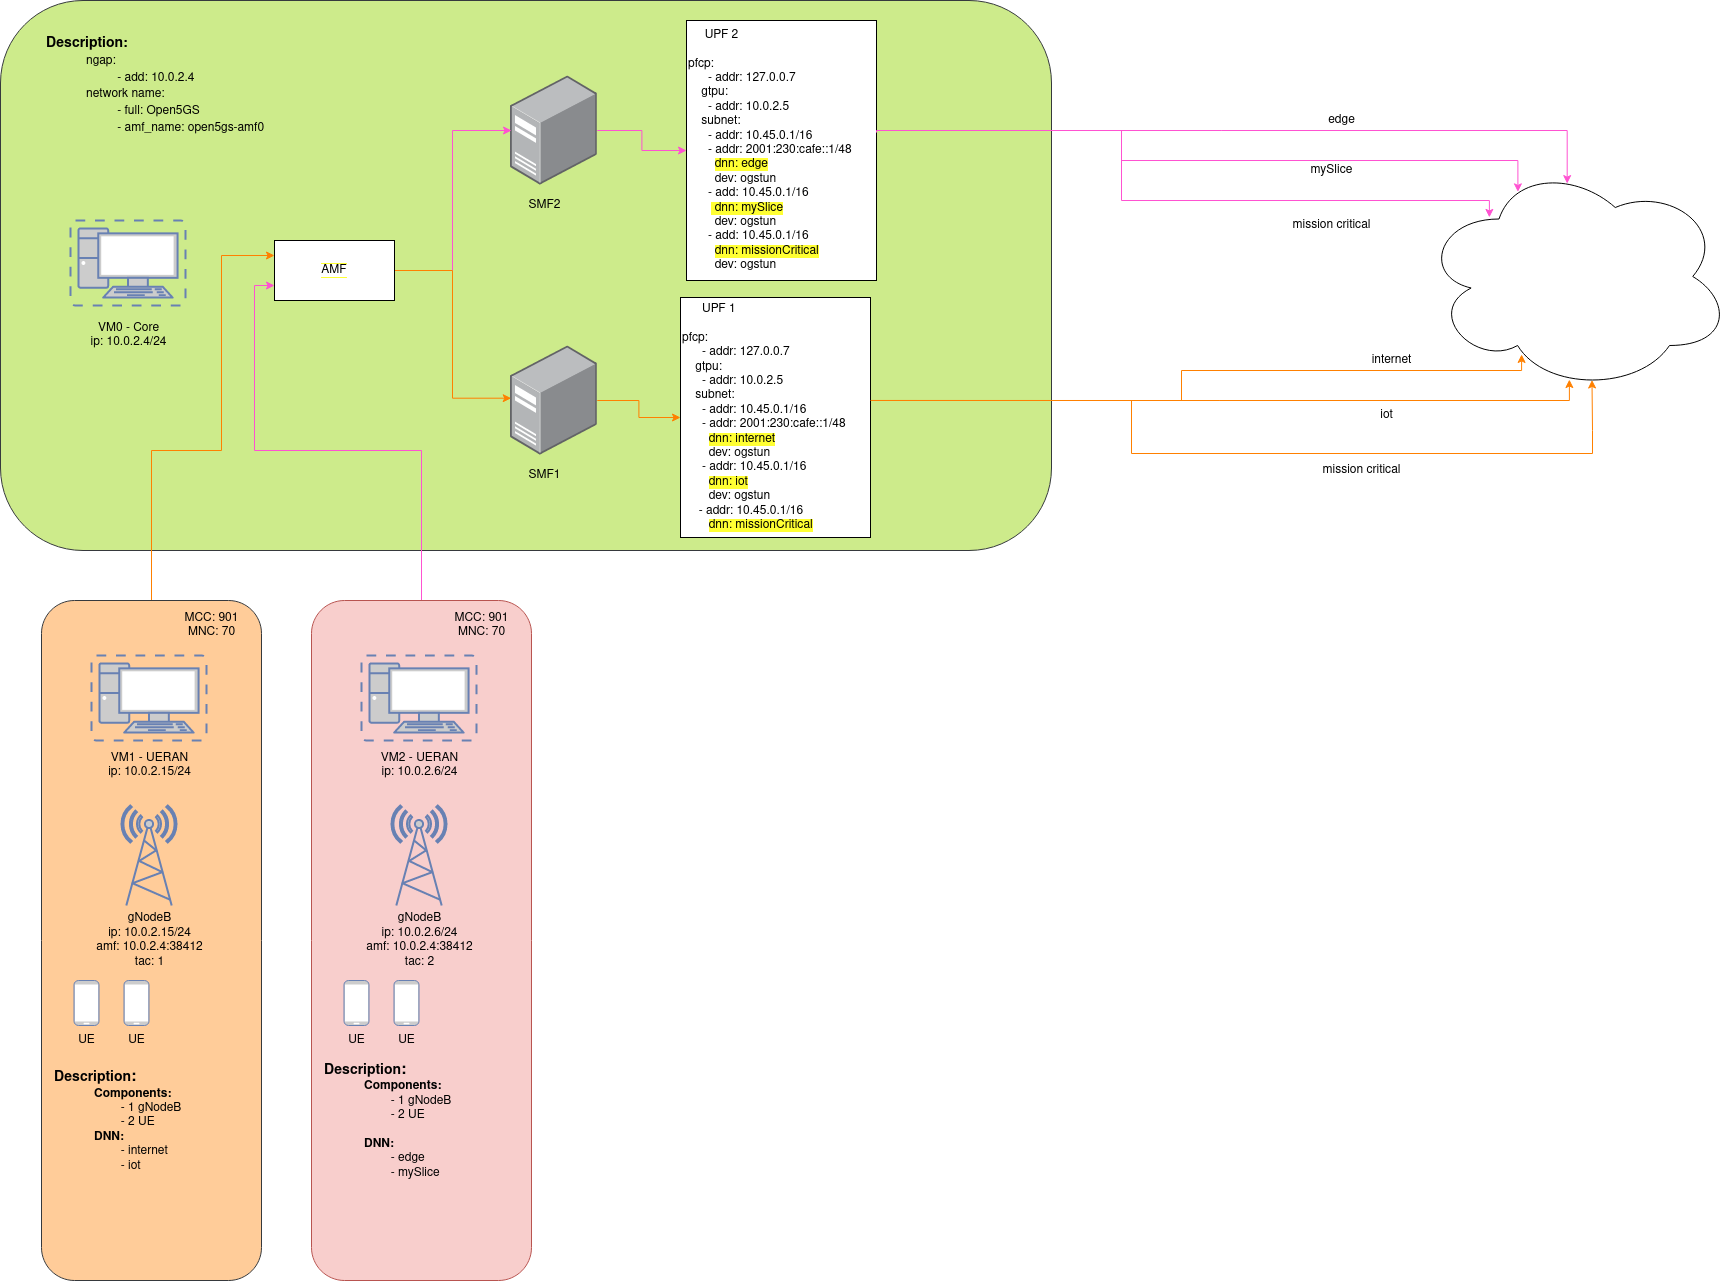 Description:
ngap:
- add: 10.0.2.4
network name:
- full: Open5GS
- amf_name: open5gs-amf0
VM0 - Core
ip: 10.0.2.4/24
AMF
SMF2
SMF1
UPF 2
pfcp:
- addr: 127.0.0.7
gtpu:
- addr: 10.0.2.5
subnet:
- addr: 10.45.0.1/16
- addr: 2001:230:cafe::1/48
dnn: edge
dev: ogstun
- add: 10.45.0.1/16
dnn: mySlice
dev: ogstun
- add: 10.45.0.1/16
dnn: missionCritical
dev: ogstun
UPF 1
pfcp:
- addr: 127.0.0.7
gtpu:
- addr: 10.0.2.5
subnet:
- addr: 10.45.0.1/16
- addr: 2001:230:cafe::1/48
dnn: internet
dev: ogstun
- addr: 10.45.0.1/16
dnn: iot
dev: ogstun
- addr: 10.45.0.1/16
dnn: missionCritical
edge
mySlice
mission critical
internet
iot
mission critical
MCC: 901
MNC: 70
VM1 - UERAN
ip: 10.0.2.15/24
gNodeB
ip: 10.0.2.15/24
amf: 10.0.2.4:38412
tac: 1
UE
UE
Description:
Components:
- 1 gNodeB
- 2 UE
DNN:
- internet
- iot
MCC: 901
MNC: 70
VM2 - UERAN
ip: 10.0.2.6/24
gNodeB
ip: 10.0.2.6/24
amf: 10.0.2.4:38412
tac: 2
UE
UE
Description:
Components:
- 1 gNodeB
- 2 UE
DNN:
- edge
- mySlice